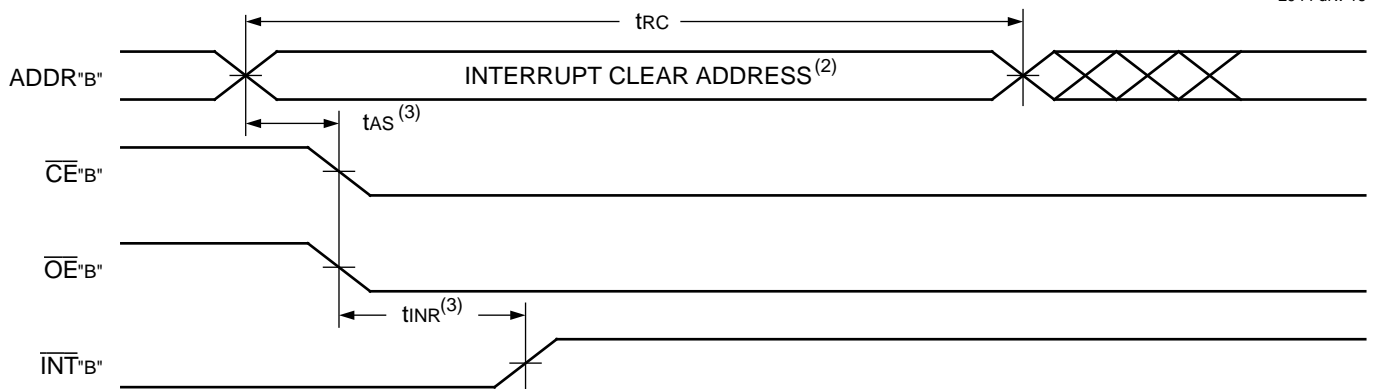 tRC
ADDR"B"
INTERRUPT CLEAR ADDRESS(2)
tAS(3)
CE"B"
OE"B"
tINR(3)
INT"B"